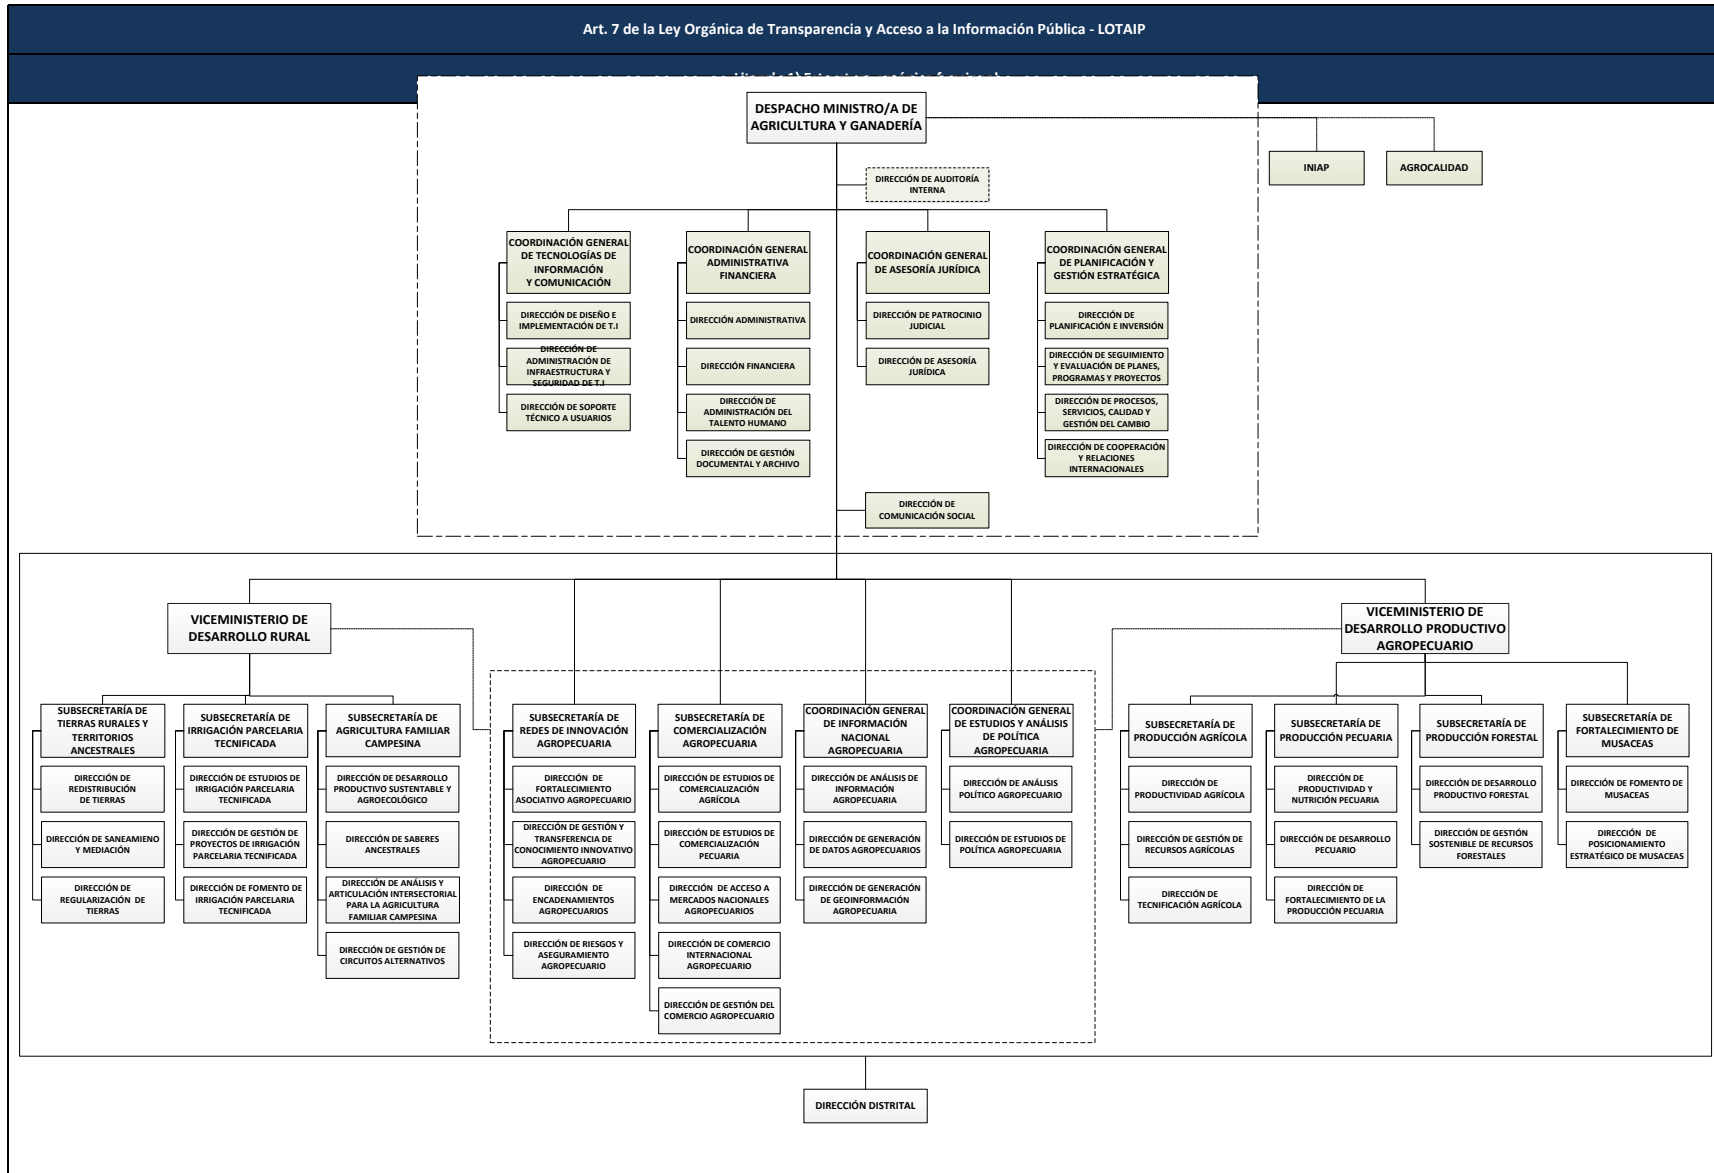 Art. 7 de la Ley Orgánica de Transparencia y Acceso a la Información Pública - LOTAIP
DESPACHO MINISTRO/A DE
AGRICULTURA Y GANADERÍA
INIAP
AGROCALIDAD
DIRECCIÓN DE AUDITORÍA
INTERNA
COORDINACIÓN GENERAL
DE TECNOLOGÍAS DE
INFORMACIÓN
Y COMUNICACIÓN
DIRECCIÓN DE DISEÑO E
IMPLEMENTACIÓN DE T.I
DIRECCIÓN DE
ADMINISTRACIÓN DE
INFRAESTRUCTURA Y
SEGURIDAD DE T.I
DIRECCIÓN DE SOPORTE
TÉCNICO A USUARIOS
COORDINACIÓN GENERAL
ADMINISTRATIVA
FINANCIERA
DIRECCIÓN ADMINISTRATIVA
DIRECCIÓN FINANCIERA
DIRECCIÓN DE
ADMINISTRACIÓN DEL
TALENTO HUMANO
DIRECCIÓN DE GESTIÓN
DOCUMENTAL Y ARCHIVO
COORDINACIÓN GENERAL
DE ASESORÍA JURÍDICA
DIRECCIÓN DE PATROCINIO
JUDICIAL
DIRECCIÓN DE ASESORÍA
JURÍDICA
COORDINACIÓN GENERAL
DE PLANIFICACIÓN Y
GESTIÓN ESTRATÉGICA
DIRECCIÓN DE
PLANIFICACIÓN E INVERSIÓN
DIRECCIÓN DE SEGUIMIENTO
Y EVALUACIÓN DE PLANES,
PROGRAMAS Y PROYECTOS
DIRECCIÓN DE PROCESOS,
SERVICIOS, CALIDAD Y
GESTIÓN DEL CAMBIO
DIRECCIÓN DE COOPERACIÓN
Y RELACIONES
INTERNACIONALES
DIRECCIÓN DE
COMUNICACIÓN SOCIAL
VICEMINISTERIO DE
DESARROLLO RURAL
VICEMINISTERIO DE
DESARROLLO PRODUCTIVO
AGROPECUARIO
SUBSECRETARÍA DE
TIERRAS RURALES Y
TERRITORIOS
ANCESTRALES
DIRECCIÓN DE
REDISTRIBUCIÓN
DE TIERRAS
DIRECCIÓN DE SANEAMIENO
Y MEDIACIÓN
DIRECCIÓN DE
REGULARIZACIÓN DE
TIERRAS
SUBSECRETARÍA DE
IRRIGACIÓN PARCELARIA
TECNIFICADA
DIRECCIÓN DE ESTUDIOS DE
IRRIGACIÓN PARCELARIA
TECNIFICADA
DIRECCIÓN DE GESTIÓN DE
PROYECTOS DE IRRIGACIÓN
PARCELARIA TECNIFICADA
DIRECCIÓN DE FOMENTO DE
IRRIGACIÓN PARCELARIA
TECNIFICADA
SUBSECRETARÍA DE
AGRICULTURA FAMILIAR
CAMPESINA
DIRECCIÓN DE DESARROLLO
PRODUCTIVO SUSTENTABLE Y
AGROECOLÓGICO
DIRECCIÓN DE SABERES
ANCESTRALES
DIRECCIÓN DE ANÁLISIS Y
ARTICULACIÓN INTERSECTORIAL
PARA LA AGRICULTURA
FAMILIAR CAMPESINA
DIRECCIÓN DE GESTIÓN DE
CIRCUITOS ALTERNATIVOS
SUBSECRETARÍA DE
REDES DE INNOVACIÓN
AGROPECUARIA
DIRECCIÓN DE
FORTALECIMIENTO
ASOCIATIVO AGROPECUARIO
DIRECCIÓN DE GESTIÓN Y
TRANSFERENCIA DE
CONOCIMIENTO INNOVATIVO
AGROPECUARIO
DIRECCIÓN DE
ENCADENAMIENTOS
AGROPECUARIOS
DIRECCIÓN DE RIESGOS Y
ASEGURAMIENTO
AGROPECUARIO
SUBSECRETARÍA DE
COMERCIALIZACIÓN
AGROPECUARIA
DIRECCIÓN DE ESTUDIOS DE
COMERCIALIZACIÓN
AGRÍCOLA
DIRECCIÓN DE ESTUDIOS DE
COMERCIALIZACIÓN
PECUARIA
DIRECCIÓN DE ACCESO A
MERCADOS NACIONALES
AGROPECUARIOS
DIRECCIÓN DE COMERCIO
INTERNACIONAL
AGROPECUARIO
DIRECCIÓN DE GESTIÓN DEL
COMERCIO AGROPECUARIO
COORDINACIÓN GENERAL
DE INFORMACIÓN
NACIONAL
AGROPECUARIA
DIRECCIÓN DE ANÁLISIS DE
INFORMACIÓN
AGROPECUARIA
DIRECCIÓN DE GENERACIÓN
DE DATOS AGROPECUARIOS
DIRECCIÓN DE GENERACIÓN
DE GEOINFORMACIÓN
AGROPECUARIA
COORDINACIÓN GENERAL
DE ESTUDIOS Y ANÁLISIS
DE POLÍTICA
AGROPECUARIA
DIRECCIÓN DE ANÁLISIS
POLÍTICO AGROPECUARIO
DIRECCIÓN DE ESTUDIOS DE
POLÍTICA AGROPECUARIA
SUBSECRETARÍA DE
PRODUCCIÓN AGRÍCOLA
DIRECCIÓN DE
PRODUCTIVIDAD AGRÍCOLA
DIRECCIÓN DE GESTIÓN DE
RECURSOS AGRÍCOLAS
DIRECCIÓN DE
TECNIFICACIÓN AGRÍCOLA
SUBSECRETARÍA DE
PRODUCCIÓN PECUARIA
DIRECCIÓN DE
PRODUCTIVIDAD Y
NUTRICIÓN PECUARIA
DIRECCIÓN DE DESARROLLO
PECUARIO
DIRECCIÓN DE
FORTALECIMIENTO DE LA
PRODUCCIÓN PECUARIA
SUBSECRETARÍA DE
PRODUCCIÓN FORESTAL
DIRECCIÓN DE DESARROLLO
PRODUCTIVO FORESTAL
DIRECCIÓN DE GESTIÓN
SOSTENIBLE DE RECURSOS
FORESTALES
SUBSECRETARÍA DE
FORTALECIMIENTO DE
MUSACEAS
DIRECCIÓN DE FOMENTO DE
MUSACEAS
DIRECCIÓN DE
POSICIONAMIENTO
ESTRATÉGICO DE MUSACEAS
DIRECCIÓN DISTRITAL